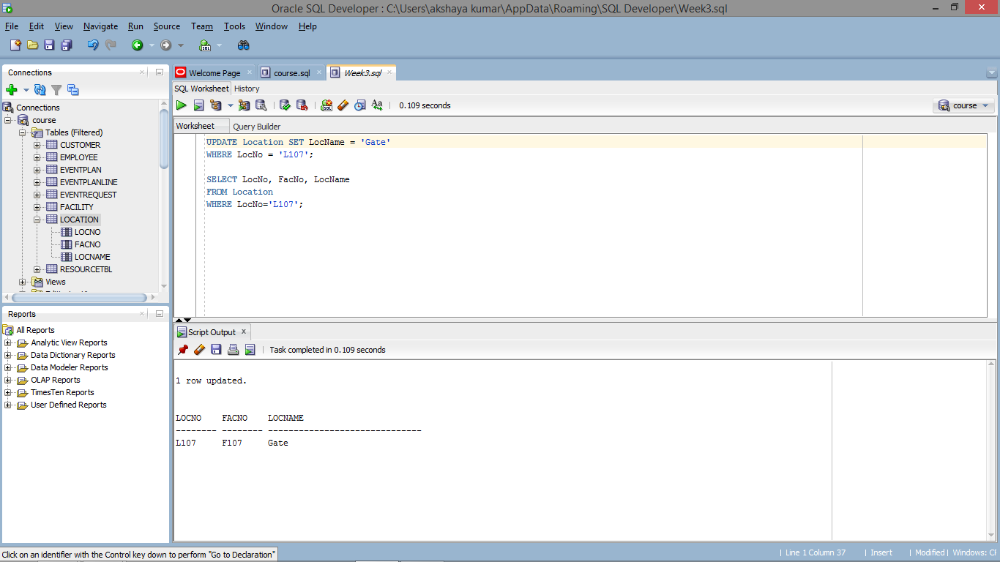 Oracle SQL Developer : C:\Users\akshaya kumar\AppData\Roaming\SQL Developer\Week3.sql
File Edit View Navigate Run Source Team Tools Window Help
Connections
Connections
course
Tables (Filtered)
CUSTOMER
EMPLOYEE
EVENTPLAN
EVENTPLANLINE
EVENTREQUEST
FACILITY
LOCATION
LOCNO
FACNO
LOCNAME
RESOURCETBL
Views
Reports
All Reports
Analytic View Reports
Data Dictionary Reports
Data Modeler Reports
OLAP Reports
TimesTen Reports
User Defined Reports
Welcome Page course.sql Week3.sql
SQL Worksheet History
0.109 seconds
course
Worksheet Query Builder
UPDATE Location SET LocName = 'Gate'
WHERE LocNo = 'L107';
SELECT LocNo, FacNo, LocName
FROM Location
WHERE LocNo='L107';
Script Output
Task completed in 0.109 seconds
1 row updated.
LOCNO FACNO LOCNAME
-------- -------- ------------------------------
L107 F107 Gate
Click on an identifier with the Control key down to perform "Go to Declaration"
Line 1 Column 37 | Insert | Modified | Windows: